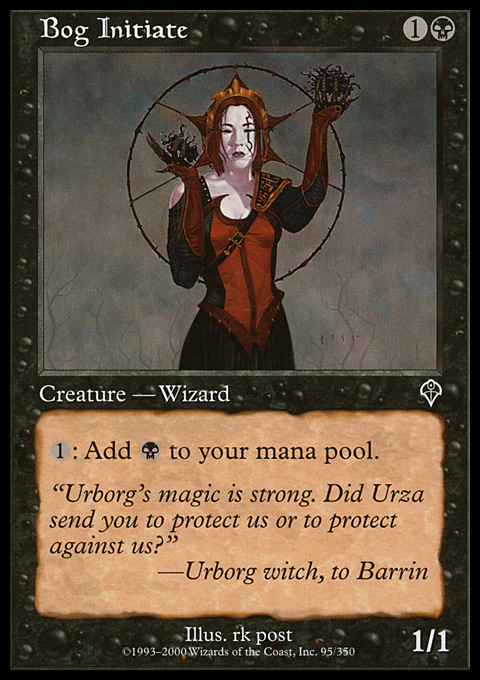 Bog Initiate 1
Creature — Wizard
1: Add to your mana pool.
“Urborg’s magic is strong. Did Urza
send you to protect us or to protect
against us?”
—Urborg witch, to Barrin
Illus. rk post
1/1
©1993–2000 Wizards of the Coast, Inc. 95/350